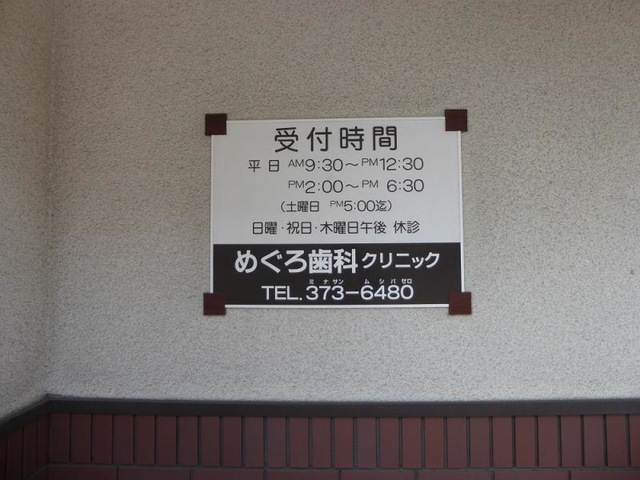 受付時間
平日 AM9:30〜PM12:30
PM2:00〜PM 6:30
(土曜日 PM5:00迄)
日曜・祝日・木曜日午後 休診
めぐろ歯科クリニック
ミナサン ムシバゼロ
TEL.373-6480